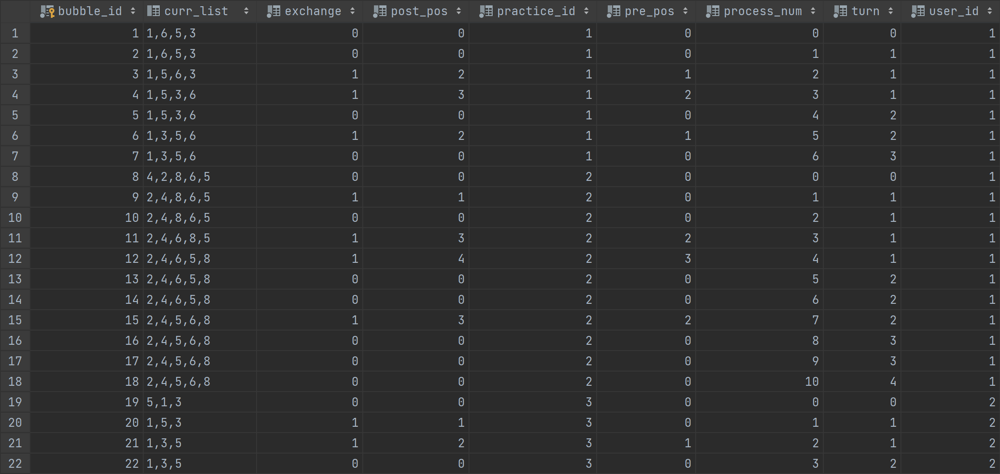 bubble_id curr_list exchange post_pos practice_id pre_pos process_num turn user_id
1 1 1,6,5,3 0 0 1 0 0 0 1
2 2 1,6,5,3 0 0 1 0 1 1 1
3 3 1,5,6,3 1 2 1 1 2 1 1
4 4 1,5,3,6 1 3 1 2 3 1 1
5 5 1,5,3,6 0 0 1 0 4 2 1
6 6 1,3,5,6 1 2 1 1 5 2 1
7 7 1,3,5,6 0 0 1 0 6 3 1
8 8 4,2,8,6,5 0 0 2 0 0 0 1
9 9 2,4,8,6,5 1 1 2 0 1 1 1
10 10 2,4,8,6,5 0 0 2 0 2 1 1
11 11 2,4,6,8,5 1 3 2 2 3 1 1
12 12 2,4,6,5,8 1 4 2 3 4 1 1
13 13 2,4,6,5,8 0 0 2 0 5 2 1
14 14 2,4,6,5,8 0 0 2 0 6 2 1
15 15 2,4,5,6,8 1 3 2 2 7 2 1
16 16 2,4,5,6,8 0 0 2 0 8 3 1
17 17 2,4,5,6,8 0 0 2 0 9 3 1
18 18 2,4,5,6,8 0 0 2 0 10 4 1
19 19 5,1,3 0 0 3 0 0 0 2
20 20 1,5,3 1 1 3 0 1 1 2
21 21 1,3,5 1 2 3 1 2 1 2
22 22 1,3,5 0 0 3 0 3 2 2